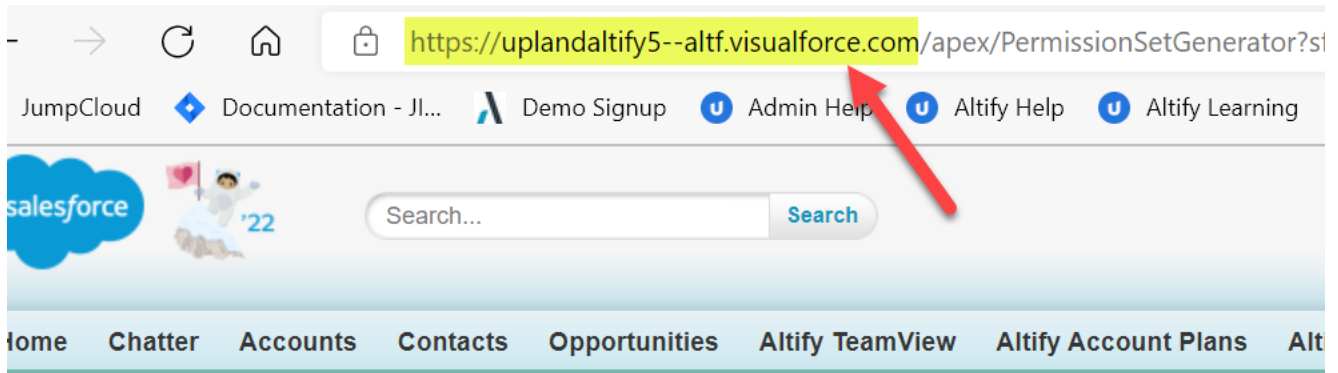 https://uplandaltify5--altf.visualforce.com/apex/PermissionSetGenerator?sf
JumpCloud Documentation - JI... Demo Signup Admin Help Altify Help Altify Learning
salesforce '22 Search... Search
Home Chatter Accounts Contacts Opportunities Altify TeamView Altify Account Plans Alt